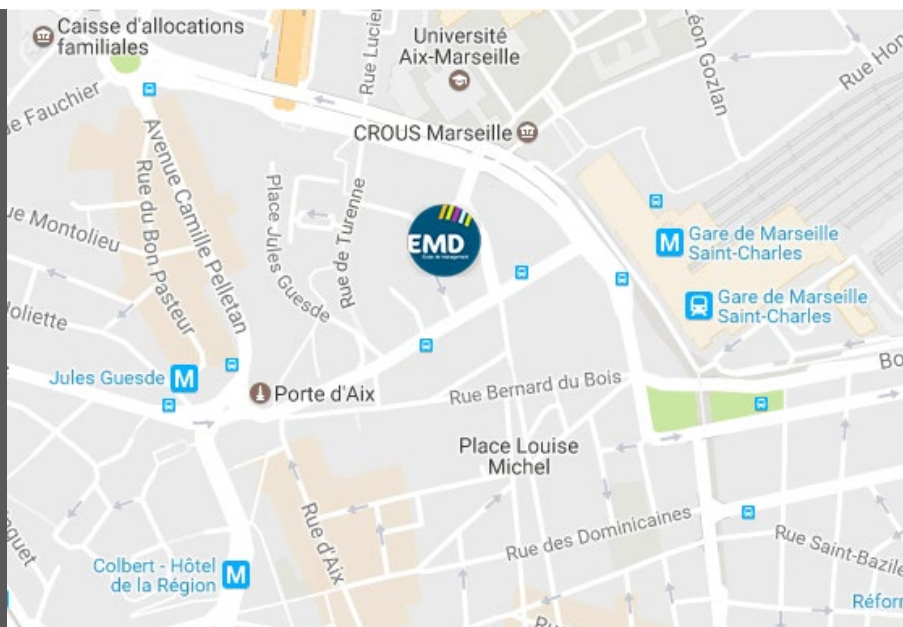 Caisse d'allocations
familiales
Université
Aix-Marseille
Rue Lucien
Léon Gozlan
Rue Hon
CROUS Marseille
e Fauchier
Avenue Camille Pelletan
Rue du Bon Pasteur
Place Jules Guesde
Rue de Turenne
EMD
École de Management
ue Montolieu
M
Gare de Marseille
Saint-Charles
Gare de Marseille
Saint-Charles
Joliette
Jules Guesde M
Porte d'Aix
Rue Bernard du Bois
Bo
Place Louise
Michel
Rue d'Aix
Rue des Dominicaines
Rue Saint-Bazile
Colbert - Hôtel
de la Région
M
Réform